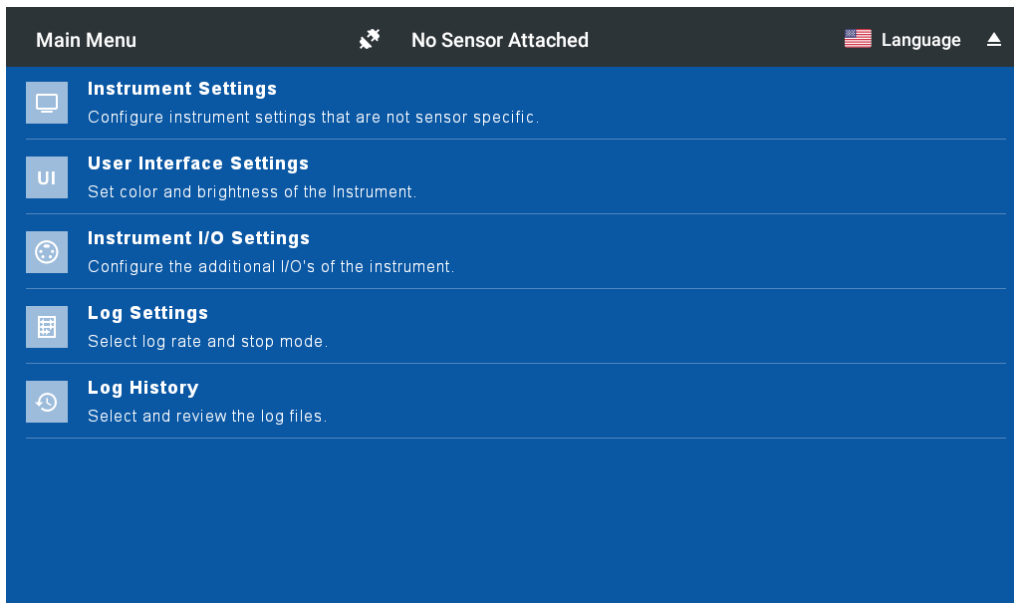 Main Menu No Sensor Attached Language
Instrument Settings
Configure instrument settings that are not sensor specific.
UI
User Interface Settings
Set color and brightness of the Instrument.
Instrument I/O Settings
Configure the additional I/O's of the instrument.
Log Settings
Select log rate and stop mode.
Log History
Select and review the log files.